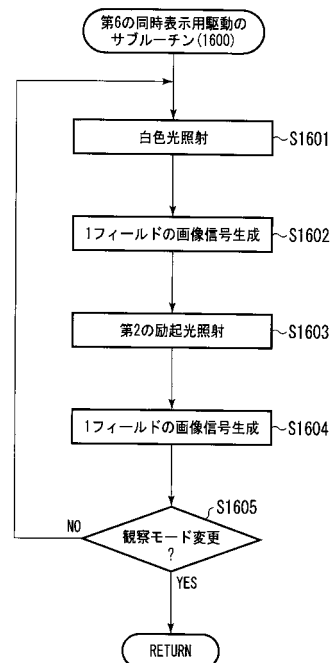 第6の同時表示用駆動の
サブルーチン(1600)
白色光照射
S1601
1フィールドの画像信号生成
S1602
第2の励起光照射
S1603
1フィールドの画像信号生成
S1604
S1605
観察モード変更
?
NO
YES
RETURN